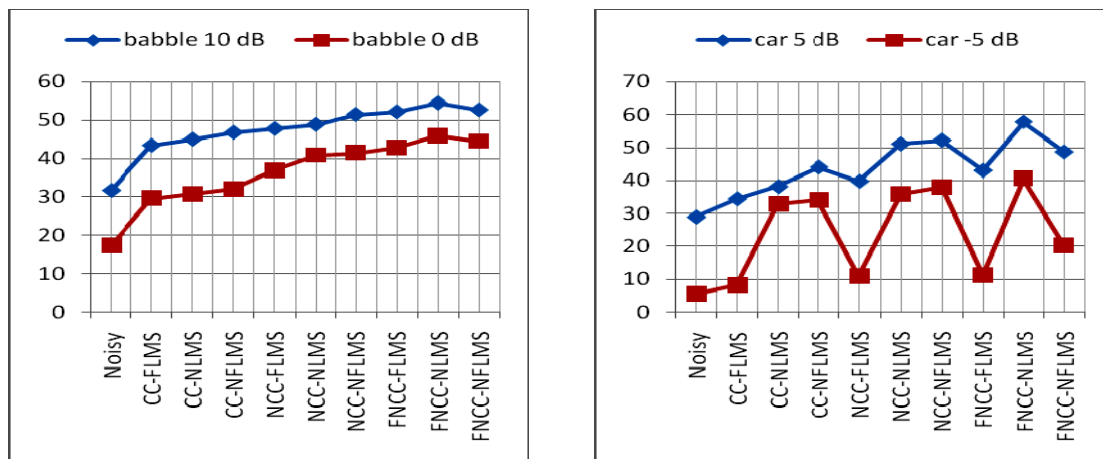 babble 10 dB babble 0 dB
60
50
40
30
20
10
0
Noisy
CC-FLMS
CC-NLMS
CC-NFLMS
NCC-FLMS
NCC-NLMS
NCC-NFLMS
FNCC-FLMS
FNCC-NLMS
FNCC-NFLMS
car 5 dB car -5 dB
70
60
50
40
30
20
10
0
Noisy
CC-FLMS
CC-NLMS
CC-NFLMS
NCC-FLMS
NCC-NLMS
NCC-NFLMS
FNCC-FLMS
FNCC-NLMS
FNCC-NFLMS